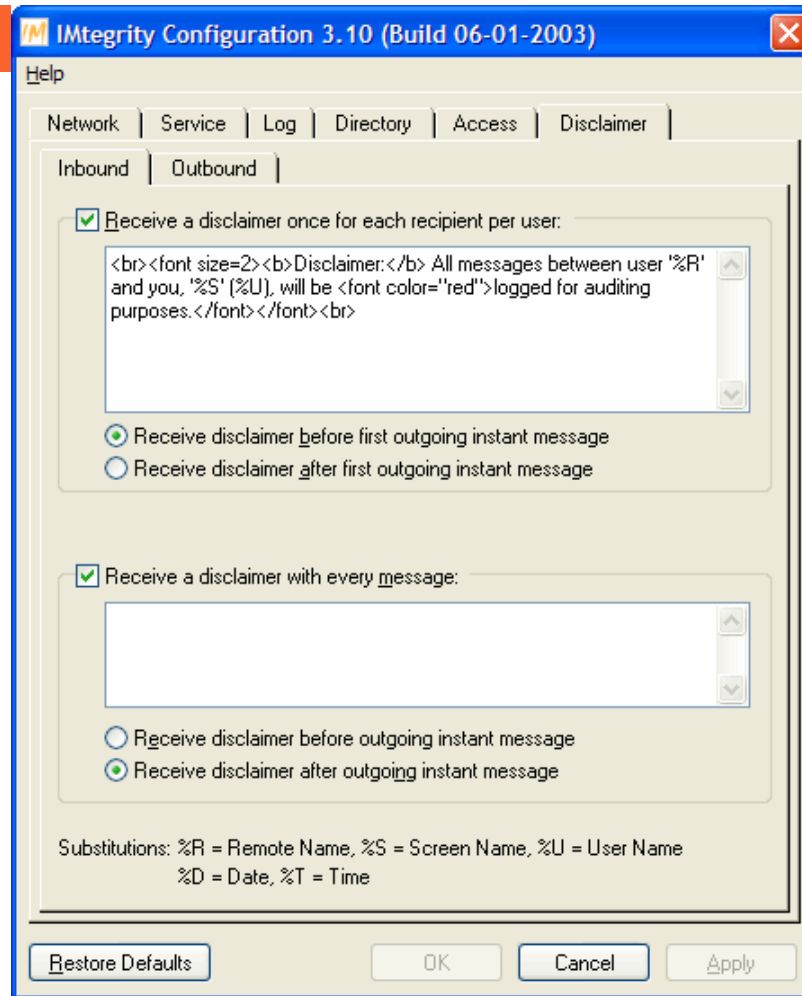 IMtegrity Configuration 3.10 (Build 06-01-2003)
Help
Network Service Log Directory Access Disclaimer
Inbound Outbound
Receive a disclaimer once for each recipient per user:
<br><font size=2><b>Disclaimer:</b> All messages between user '%R'
and you, '%S' (%U), will be <font color="red">logged for auditing
purposes.</font></font><br>
Receive disclaimer before first outgoing instant message
Receive disclaimer after first outgoing instant message
Receive a disclaimer with every message:
Receive disclaimer before outgoing instant message
Receive disclaimer after outgoing instant message
Substitutions: %R = Remote Name, %S = Screen Name, %U = User Name
%D = Date, %T = Time
Restore Defaults OK Cancel Apply